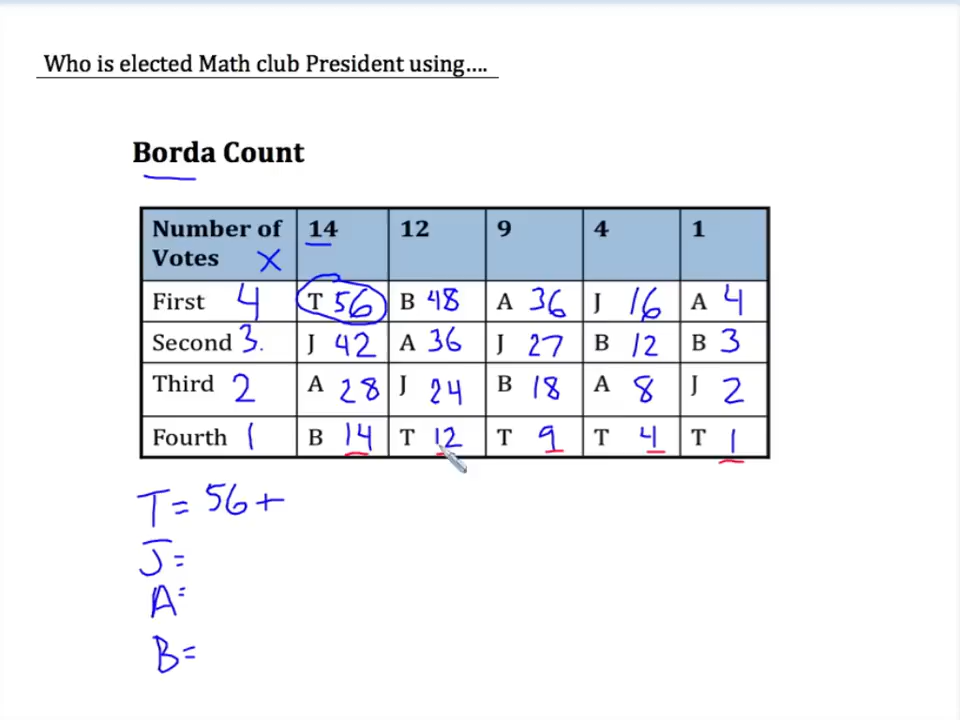 Who is elected Math club President using....
Borda Count
Number of Votes X 14 12 9 4 1
First 4 T 56 B 48 A 36 J 16 A 4
Second 3. J 42 A 36 J 27 B 12 B 3
Third 2 A 28 J 24 B 18 A 8 J 2
Fourth 1 B 14 T 12 T 9 T 4 T 1
T = 56 +
J =
A =
B =